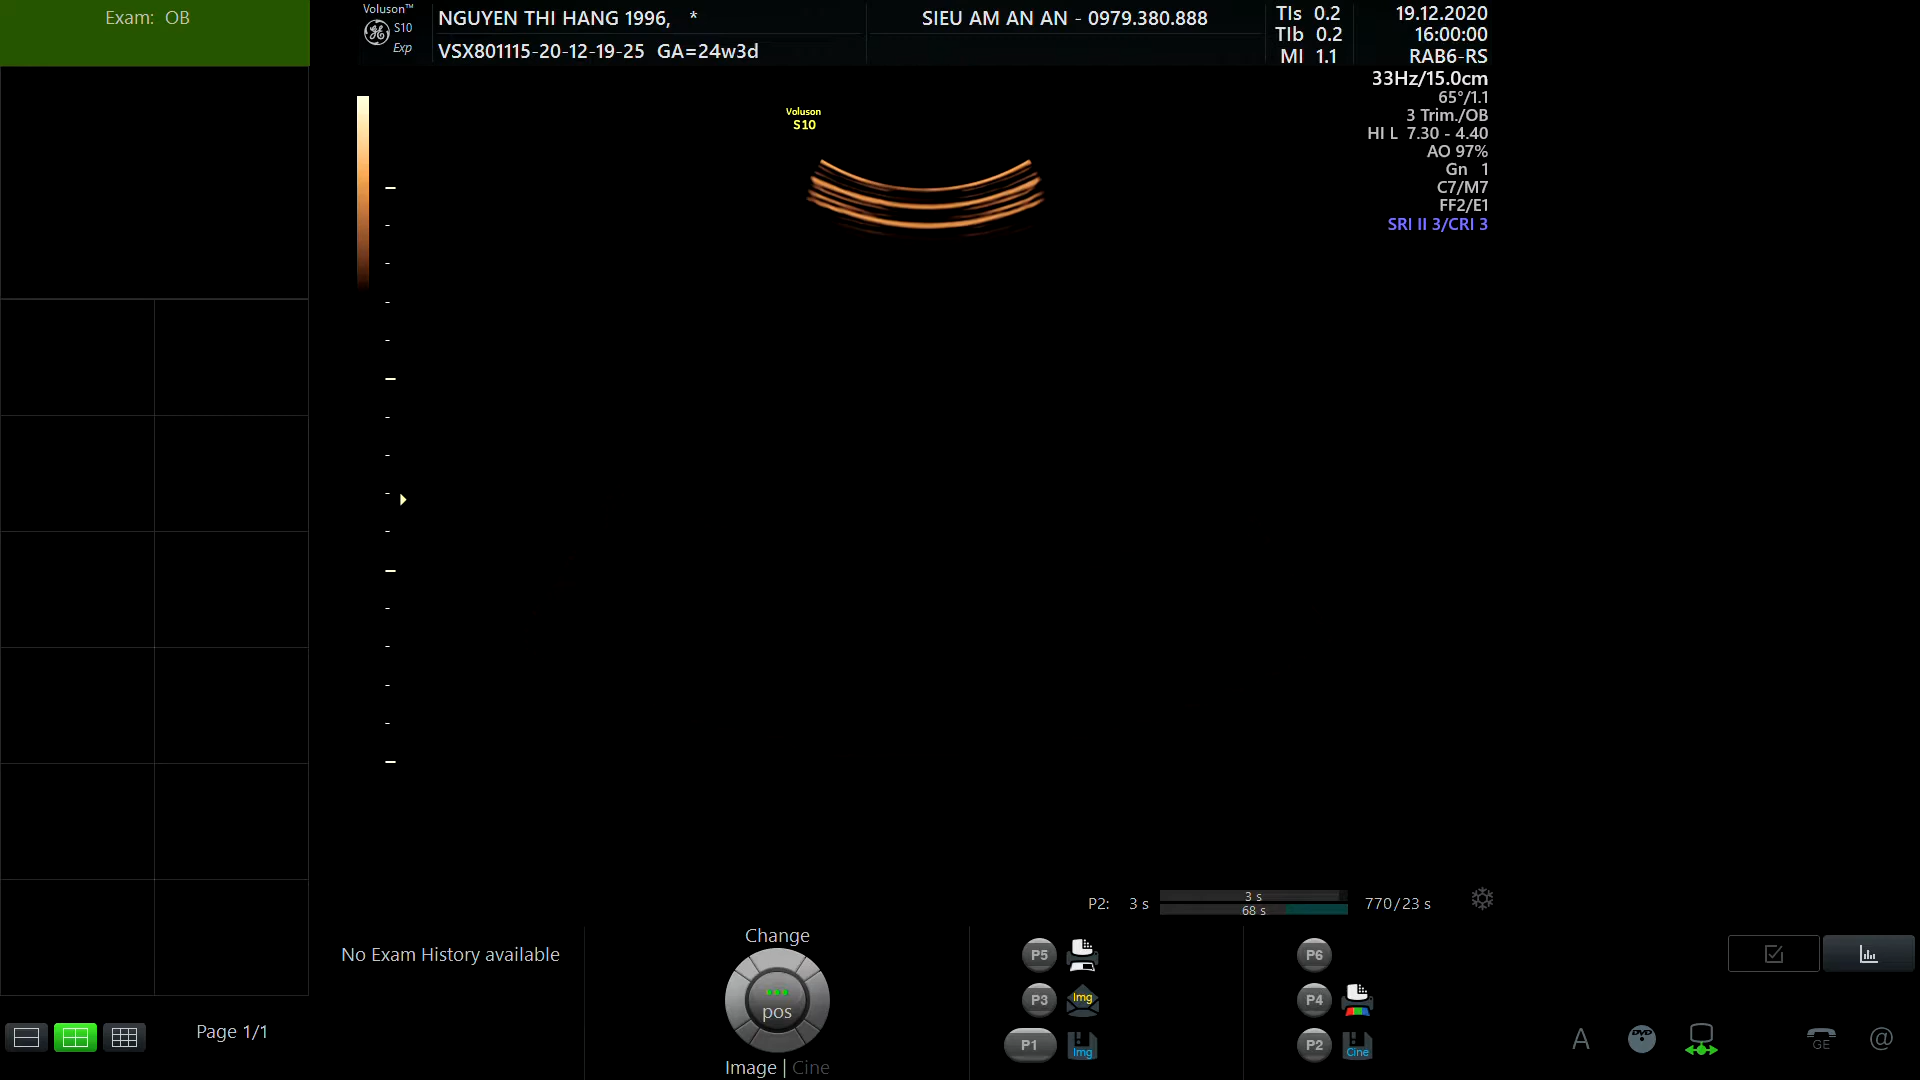 Exam: OB
Voluson™
S10
Exp
NGUYEN THI HANG 1996, *
VSX801115-20-12-19-25 GA=24w3d
SIEU AM AN AN - 0979.380.888
TIs 0.2
TIb 0.2
MI 1.1
19.12.2020
16:00:00
RAB6-RS
33Hz/15.0cm
65°/1.1
3 Trim./OB
HI L 7.30 - 4.40
AO 97%
Gn 1
C7/M7
FF2/E1
SRI II 3/CRI 3
Voluson
S10
P2: 3 s
3 s
68 s
770/23 s
No Exam History available
Change
pos
Image | Cine
P5
P3 Img
P1 Img
P6
P4
P2 Cine
Page 1/1
A
DVD
GE
@